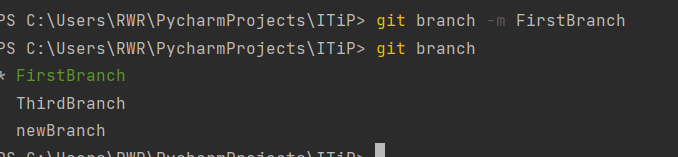 PS C:\Users\RWR\PycharmProjects\ITiP> git branch -m FirstBranch
PS C:\Users\RWR\PycharmProjects\ITiP> git branch
* FirstBranch
ThirdBranch
newBranch
PS C:\Users\RWR\PycharmProjects\ITiP>